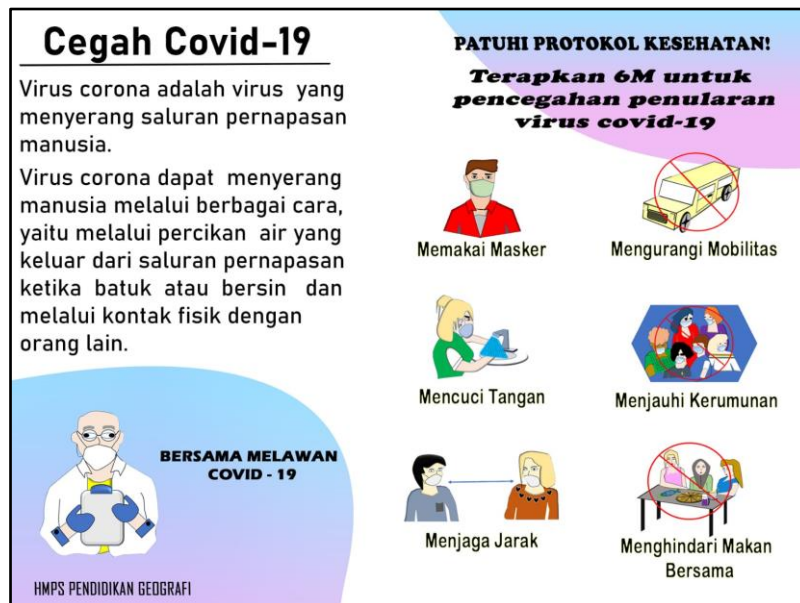 Cegah Covid-19
Virus corona adalah virus yang
menyerang saluran pernapasan
manusia.
Virus corona dapat menyerang
manusia melalui berbagai cara,
yaitu melalui percikan air yang
keluar dari saluran pernapasan
ketika batuk atau bersin dan
melalui kontak fisik dengan
orang lain.
BERSAMA MELAWAN
COVID - 19
HMPS PENDIDIKAN GEOGRAFI
PATUHI PROTOKOL KESEHATAN!
Terapkan 6M untuk
pencegahan penularan
virus covid-19
Memakai Masker
Mengurangi Mobilitas
Mencuci Tangan
Menjauhi Kerumunan
Menjaga Jarak
Menghindari Makan
Bersama